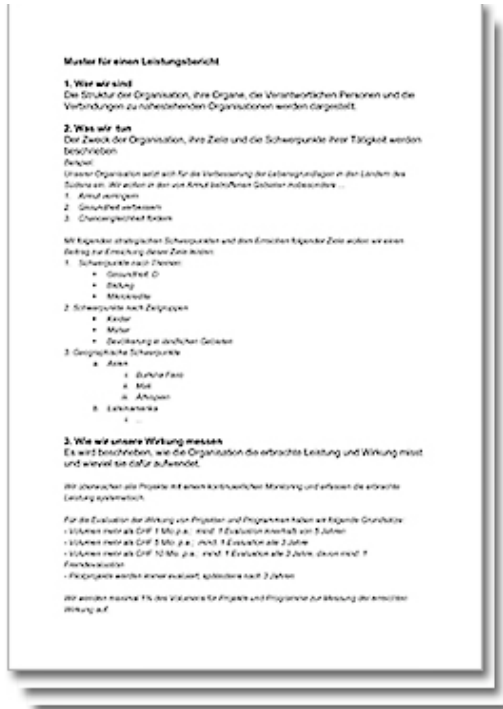 Muster für einen Leistungsbericht
1. Wer wir sind
Die Struktur der Organisation, ihre Organe, die Verantwortlichen Personen und die
Verbindungen zu nahestehenden Organisationen werden dargestellt.
2. Was wir tun
Der Zweck der Organisation, ihre Ziele und die Schwerpunkte ihrer Tätigkeit werden
beschrieben
Beispiel:
Unserer Organisation setzt sich für die Verbesserung der Lebensgrundlagen in den Ländern des
Südens ein. Wir wollen in den von Armut betroffenen Gebieten insbesondere ...
1. Armut verringern
2. Gesundheit verbessern
3. Chancengleichheit fördern
Mit folgenden strategischen Schwerpunkten und dem Erreichen folgender Ziele wollen wir einen
Beitrag zur Erreichung dieser Ziele leisten:
1. Schwerpunkte nach Themen:
• Gesundheit :D
• Bildung
• Mikrokredite
2. Schwerpunkte nach Zielgruppen
• Kinder
• Mütter
• Bevölkerung in ländlichen Gebieten
3. Geographische Schwerpunkte
a. Asien
i. Burkina Faso
ii. Mali
iii. Äthiopien
b. Lateinamerika
i. ...
3. Wie wir unsere Wirkung messen
Es wird beschrieben, wie die Organisation die erbrachte Leistung und Wirkung misst
und wieviel sie dafür aufwendet.
Wir überwachen alle Projekte mit einem kontinuierlichen Monitoring und erfassen die erbrachte
Leistung systematisch.
Für die Evaluation der Wirkung von Projekten und Programmen haben wir folgende Grundsätze:
- Volumen mehr als CHF 1 Mio. p.a.; mind. 1 Evaluation innerhalb von 5 Jahren
- Volumen mehr als CHF 5 Mio. p.a.; mind. 1 Evaluation alle 3 Jahre
- Volumen mehr als CHF 10 Mio. p.a.; mind. 1 Evaluation alle 2 Jahre, davon mind. 1
Fremdevaluation
- Pilotprojekte werden immer evaluiert, spätestens nach 3 Jahren
Wir wenden maximal 1% des Volumens für Projekte und Programme zur Messung der erreichten
Wirkung auf.